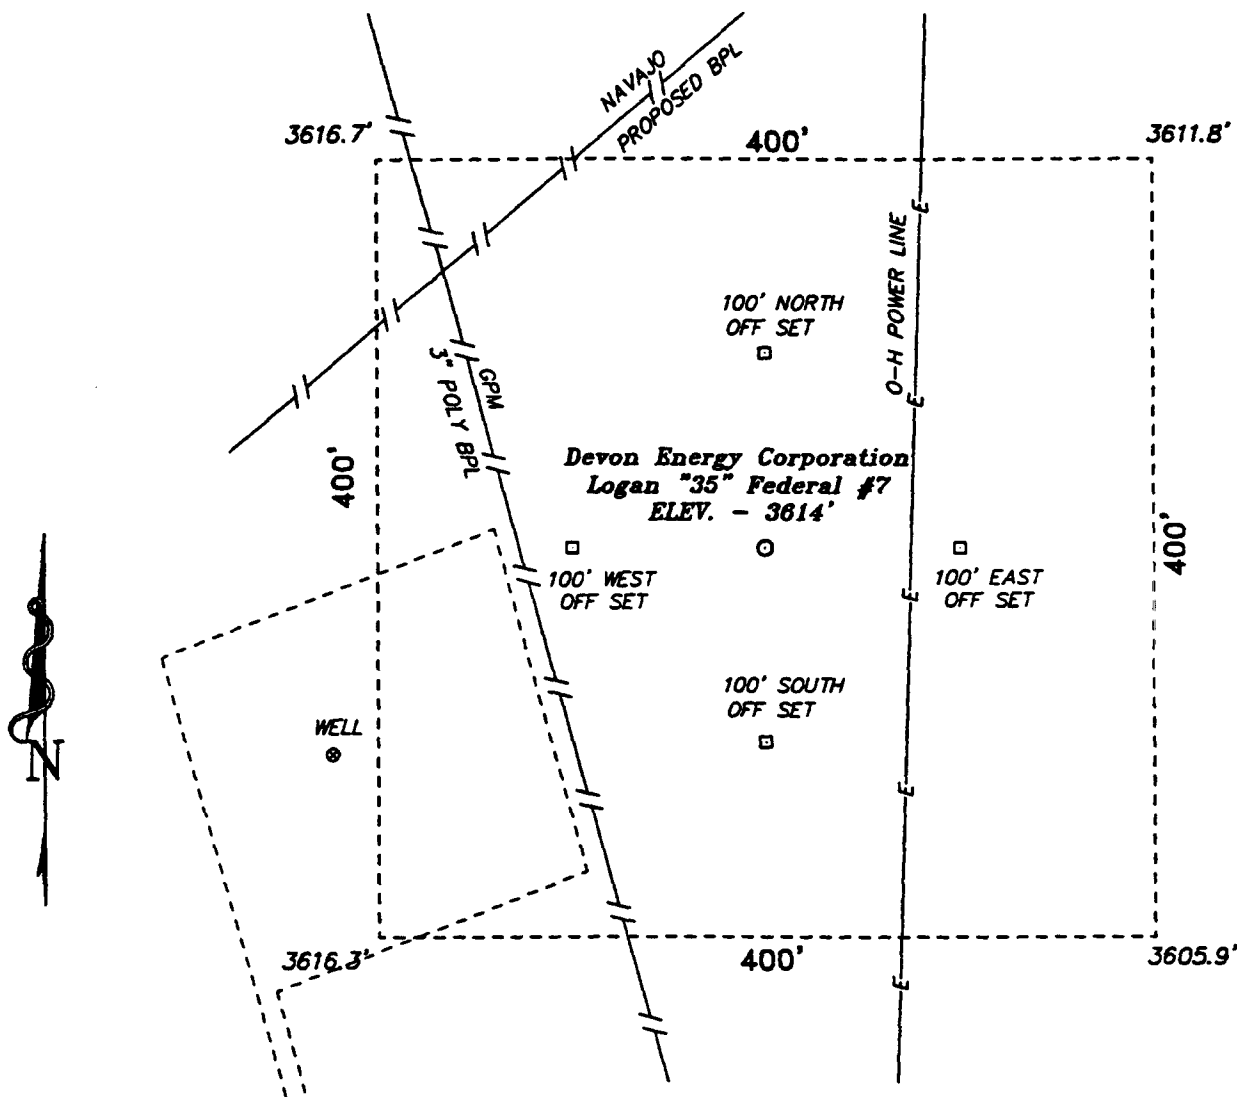 NAVAJO
PROPOSED BPL
3616.7'
400'
3611.8'
O-H POWER LINE
E
100' NORTH
OFF SET
GPM
3" POLY BPL
E
400'
Devon Energy Corporation
Logan "35" Federal #7
ELEV. - 3614'
400'
100' WEST
OFF SET
100' EAST
OFF SET
E
100' SOUTH
OFF SET
WELL
N
E
3616.3'
400'
3605.9'
E